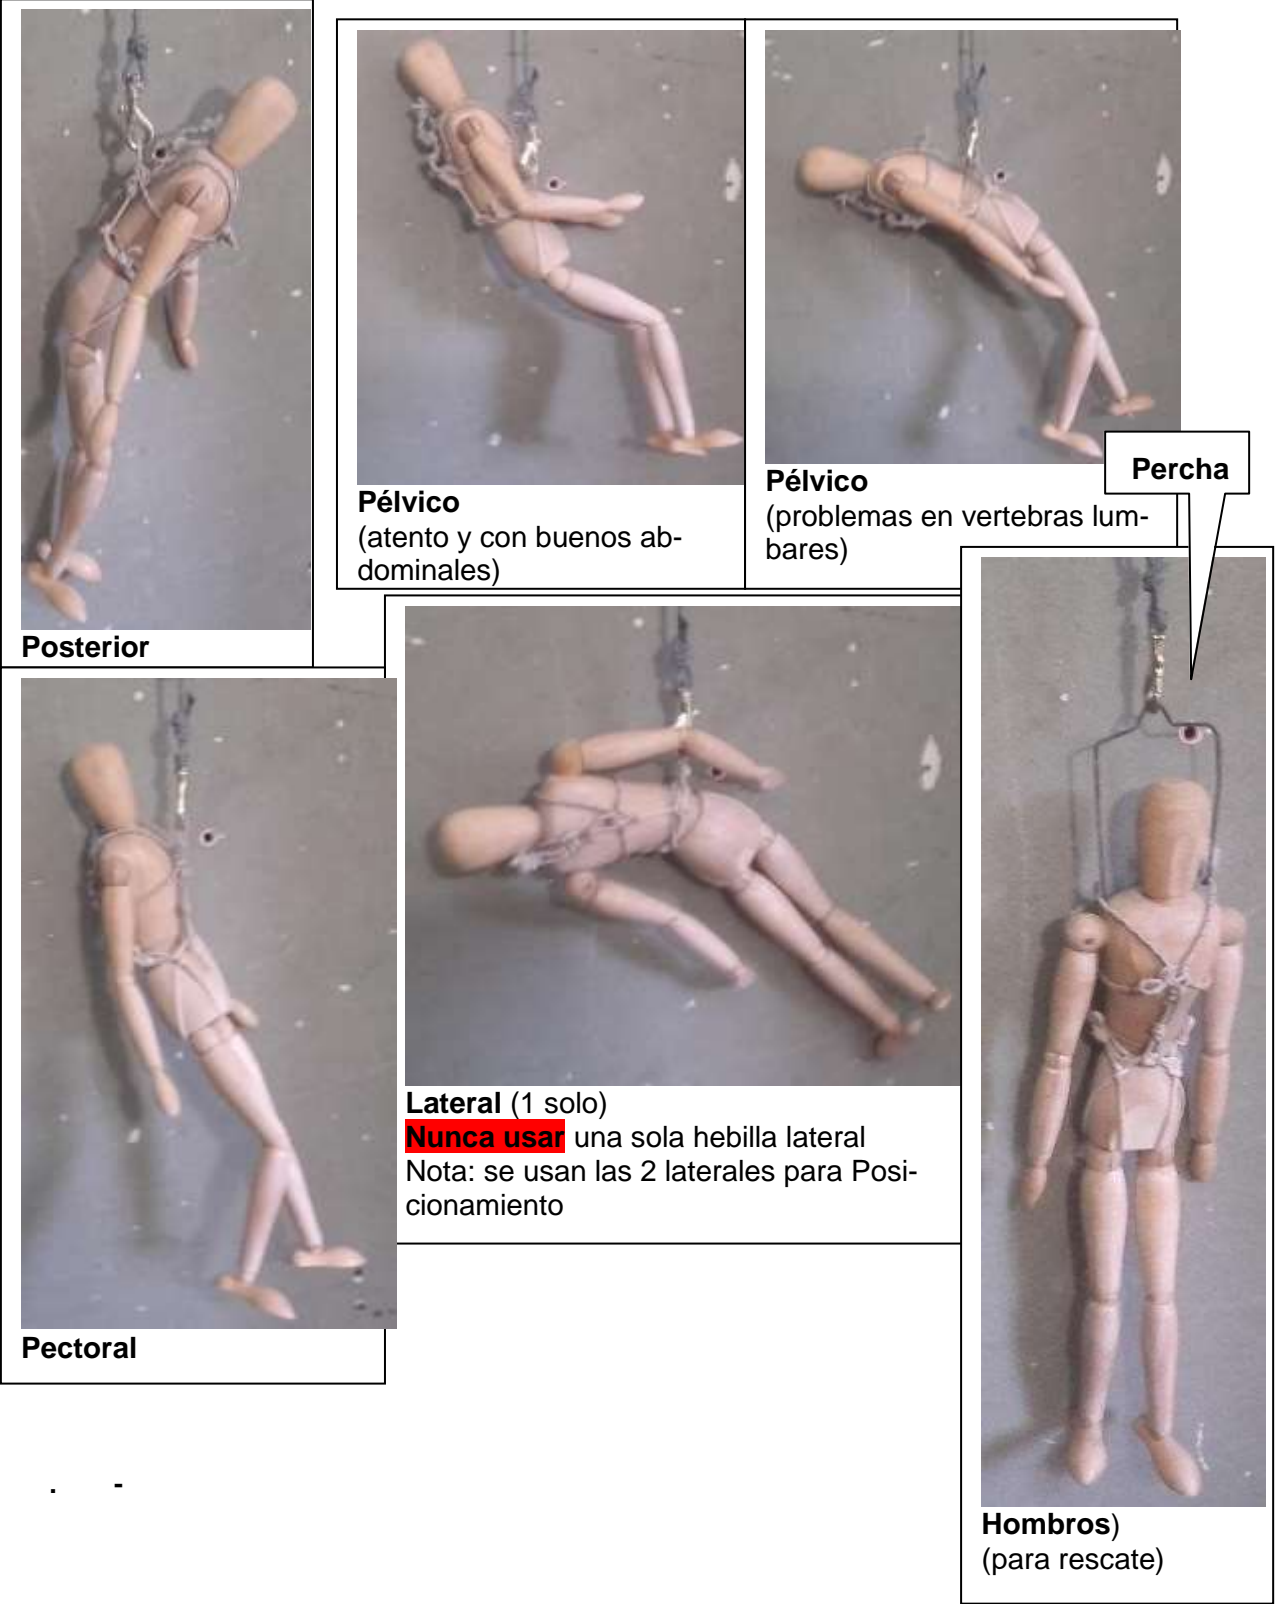 Posterior
Pélvico
(atento y con buenos ab-
dominales)
Pélvico
(problemas en vertebras lum-
bares)
Percha
Lateral (1 solo)
Nunca usar una sola hebilla lateral
Nota: se usan las 2 laterales para Posi-
cionamiento
Pectoral
Hombros)
(para rescate)
. -